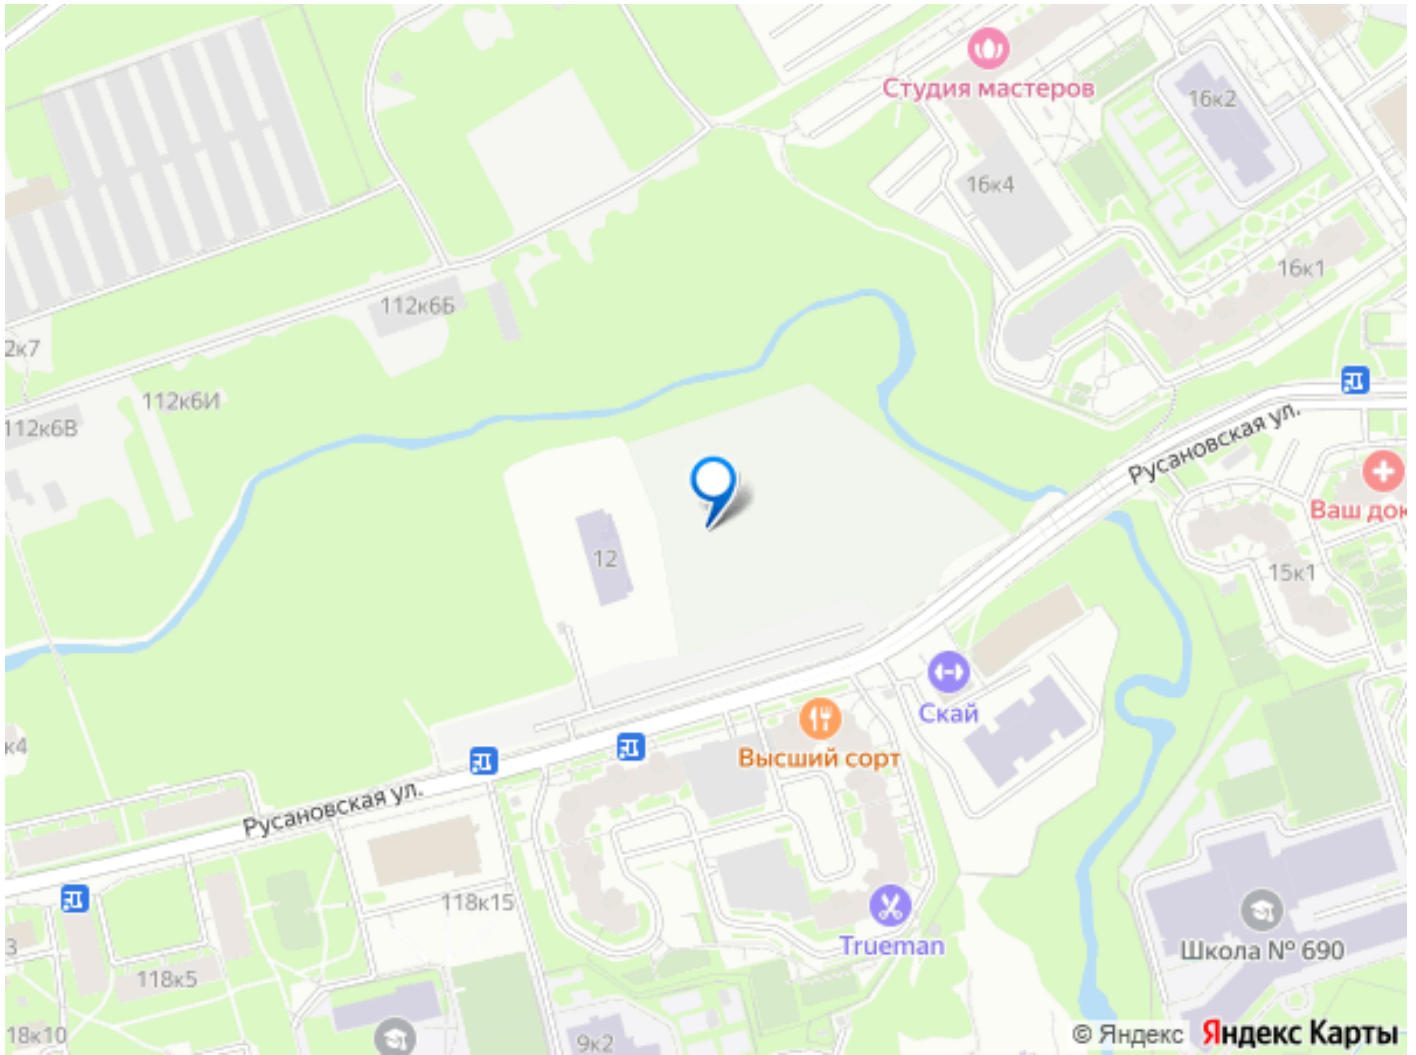 Студия мастеров
16к2
16к4
16к1
112к6Б
2к7
112к6И
112к6В
Русановская ул.
Ваш док
12
15к1
Скай
Высший сорт
к4
Русановская ул.
118к15
Trueman
3
Школа № 690
118к5
18к10
9к2
© Яндекс Яндекс Карты